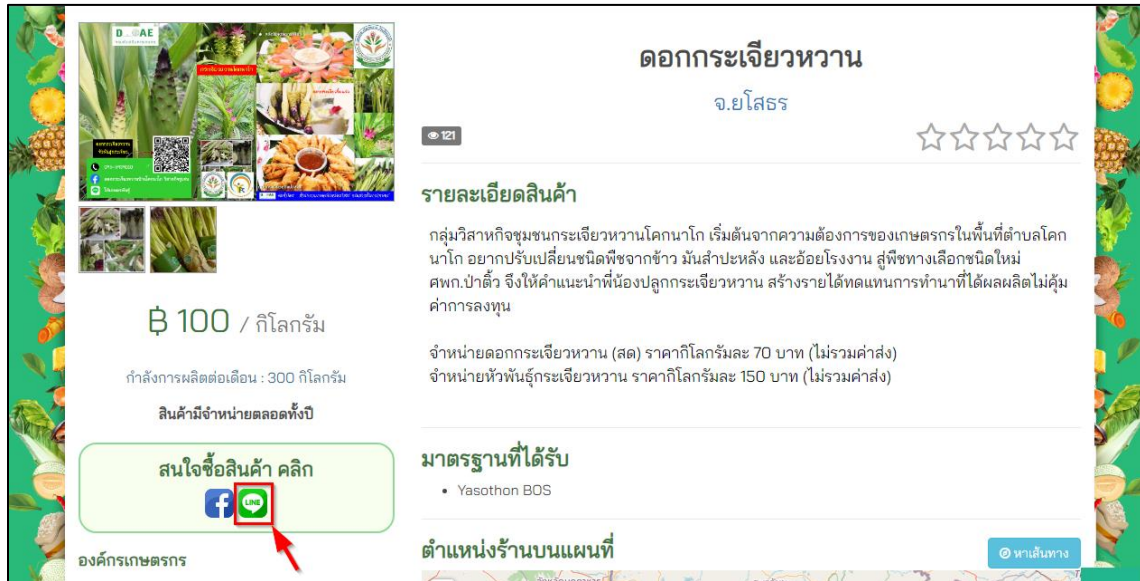 D AE
ดอกกระเจียวหวาน
จ.ยโสธร
121
รายละเอียดสินค้า
กลุ่มวิสาหกิจชุมชนกระเจียวหวานโคกนาโก เริ่มต้นจากความต้องการของเกษตรกรในพื้นที่ตำบลโคก
นาโก อยากปรับเปลี่ยนชนิดพืชจากข้าว มันสำปะหลัง และอ้อยโรงงาน สู่พืชทางเลือกชนิดใหม่
ศพก.ป่าติ้ว จึงให้คำแนะนำพี่น้องปลูกกระเจียวหวาน สร้างรายได้ทดแทนการทำนาที่ได้ผลผลิตไม่คุ้ม
ค่าการลงทุน
จำหน่ายดอกกระเจียวหวาน (สด) ราคากิโลกรัมละ 70 บาท (ไม่รวมค่าส่ง)
จำหน่ายหัวพันธุ์กระเจียวหวาน ราคากิโลกรัมละ 150 บาท (ไม่รวมค่าส่ง)
฿ 100 / กิโลกรัม
กำลังการผลิตต่อเดือน : 300 กิโลกรัม
สินค้ามีจำหน่ายตลอดทั้งปี
สนใจซื้อสินค้า คลิก
LINE
องค์กรเกษตรกร
มาตรฐานที่ได้รับ
Yasothon BOS
ตำแหน่งร้านบนแผนที่
หาเส้นทาง